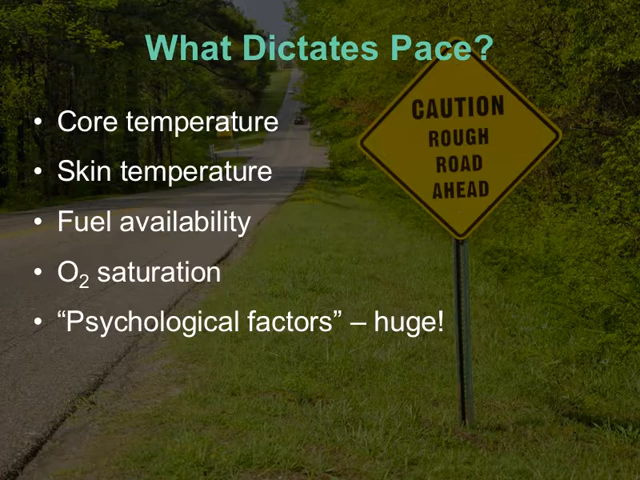 What Dictates Pace?
• Core temperature
• Skin temperature
• Fuel availability
• O₂ saturation
• “Psychological factors” – huge!
CAUTION
ROUGH
ROAD
AHEAD